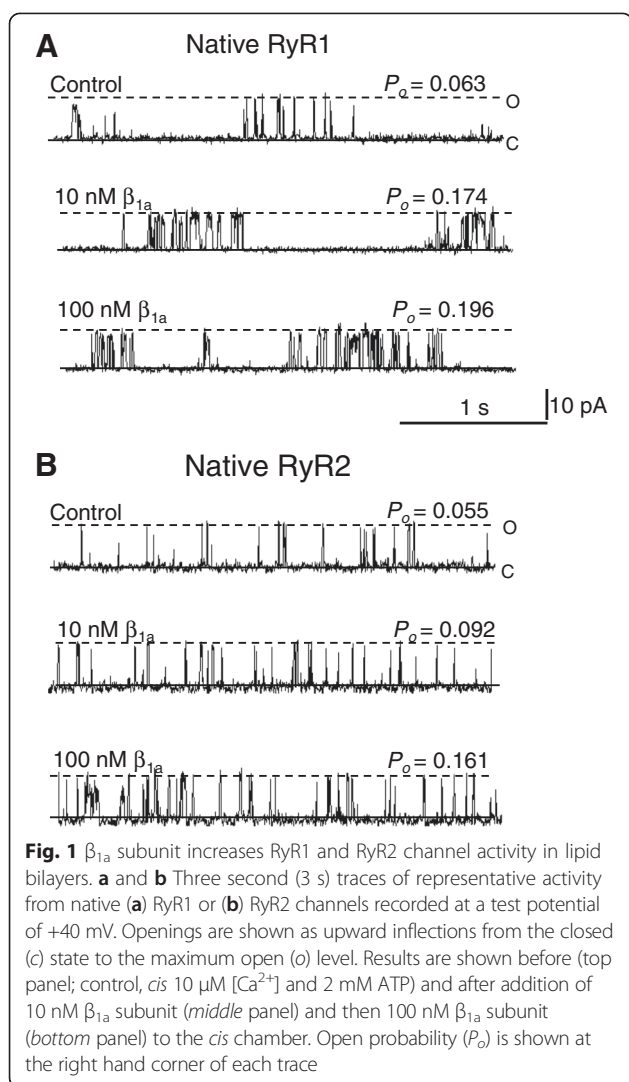 A Native RyR1
Control Pₒ = 0.063
O
C
10 nM β₁ₐ Pₒ = 0.174
100 nM β₁ₐ Pₒ = 0.196
1 s 10 pA
B Native RyR2
Control Pₒ = 0.055
O
C
10 nM β₁ₐ Pₒ = 0.092
100 nM β₁ₐ Pₒ = 0.161
Fig. 1 β₁ₐ subunit increases RyR1 and RyR2 channel activity in lipid
bilayers. a and b Three second (3 s) traces of representative activity
from native (a) RyR1 or (b) RyR2 channels recorded at a test potential
of +40 mV. Openings are shown as upward inflections from the closed
(c) state to the maximum open (o) level. Results are shown before (top
panel; control, cis 10 μM [Ca²⁺] and 2 mM ATP) and after addition of
10 nM β₁ₐ subunit (middle panel) and then 100 nM β₁ₐ subunit
(bottom panel) to the cis chamber. Open probability (Pₒ) is shown at
the right hand corner of each trace